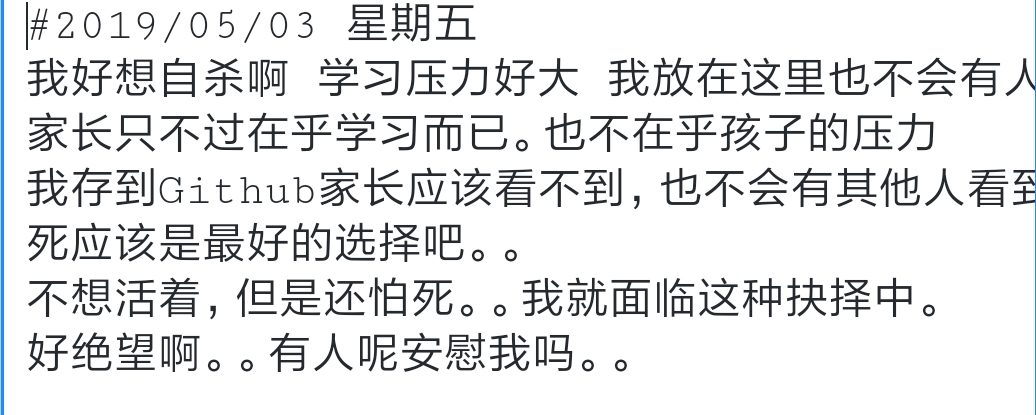 #2019/05/03 星期五
我好想自杀啊 学习压力好大 我放在这里也不会有人
家长只不过在乎学习而已。也不在乎孩子的压力
我存到Github家长应该看不到,也不会有其他人看到
死应该是最好的选择吧。。
不想活着,但是还怕死。。我就面临这种抉择中。
好绝望啊。。有人呢安慰我吗。。